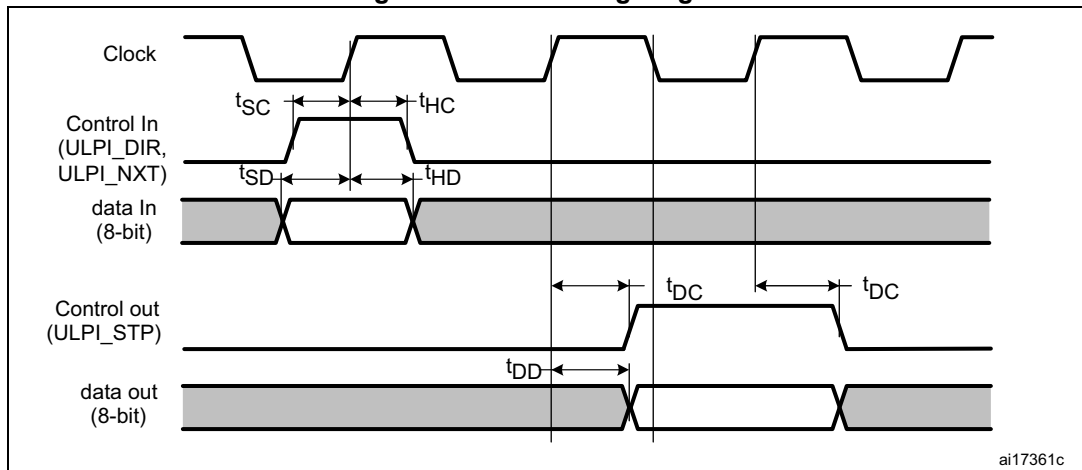 Clock
tSC
tHC
Control In
(ULPI_DIR,
ULPI_NXT)
tSD
tHD
data In
(8-bit)
Control out
(ULPI_STP)
tDC
tDC
tDD
data out
(8-bit)
ai17361c